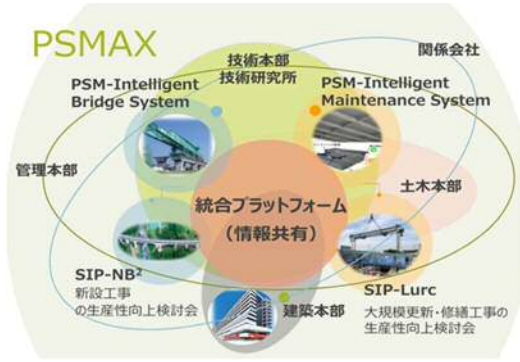 PSMAX
関係会社
技術本部
技術研究所
PSM-Intelligent
Bridge System
PSM-Intelligent
Maintenance System
管理本部
土木本部
統合プラットフォーム
（情報共有）
SIP-NB²
新設工事
の生産性向上検討会
建築本部
SIP-Lurc
大規模更新・修繕工事の
生産性向上検討会